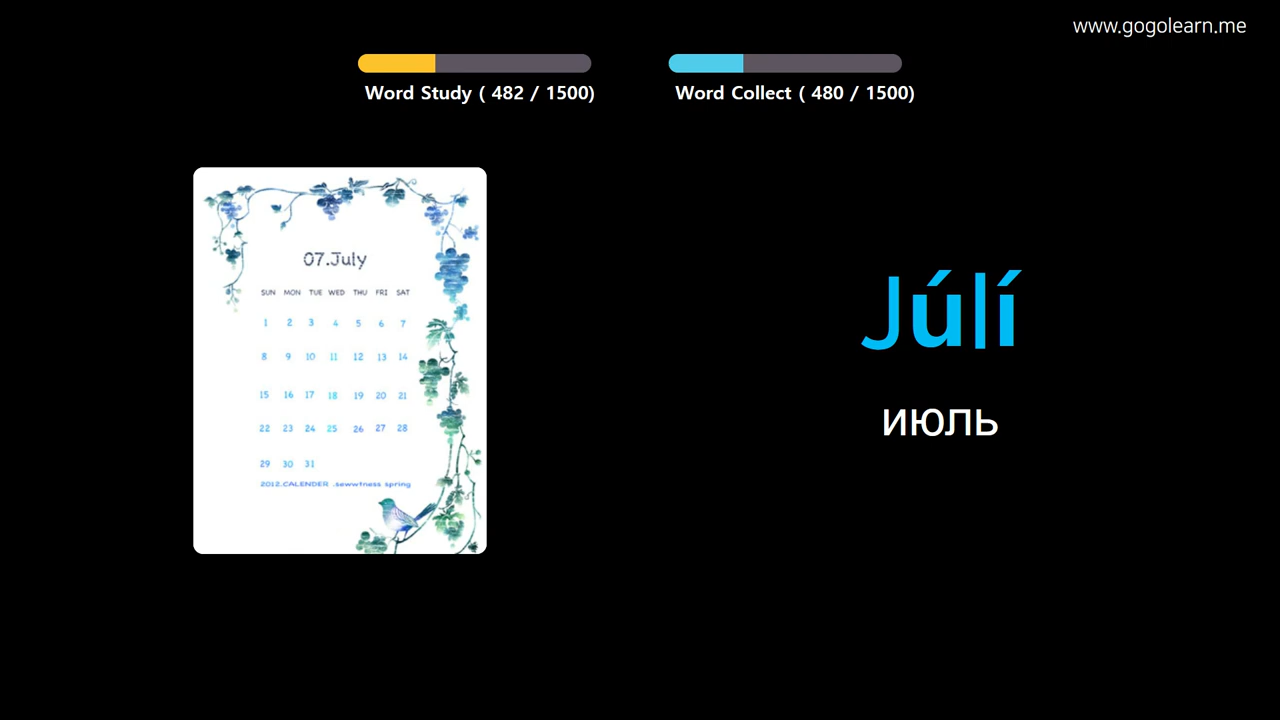 www.gogolearn.me
Word Study ( 482 / 1500)
Word Collect ( 480 / 1500)
07.July
SUN MON TUE WED THU FRI SAT
1 2 3 4 5 6 7
8 9 10 11 12 13 14
15 16 17 18 19 20 21
22 23 24 25 26 27 28
29 30 31
2012.CALENDER .sewwtness spring
Júlí
июль